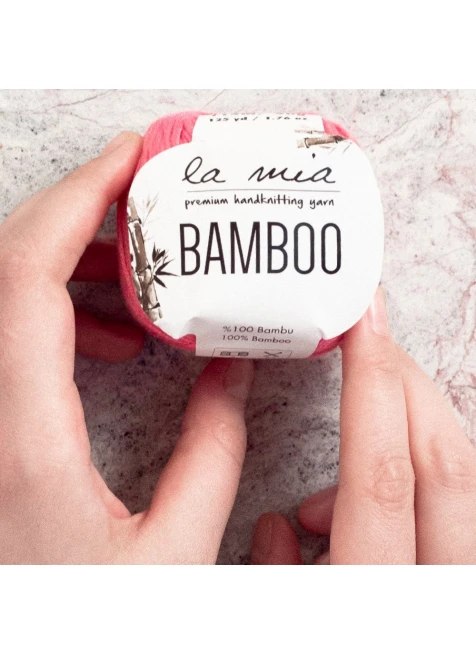 la mia
premium handknitting yarn
BAMBOO
%100 Bambu
100% Bamboo